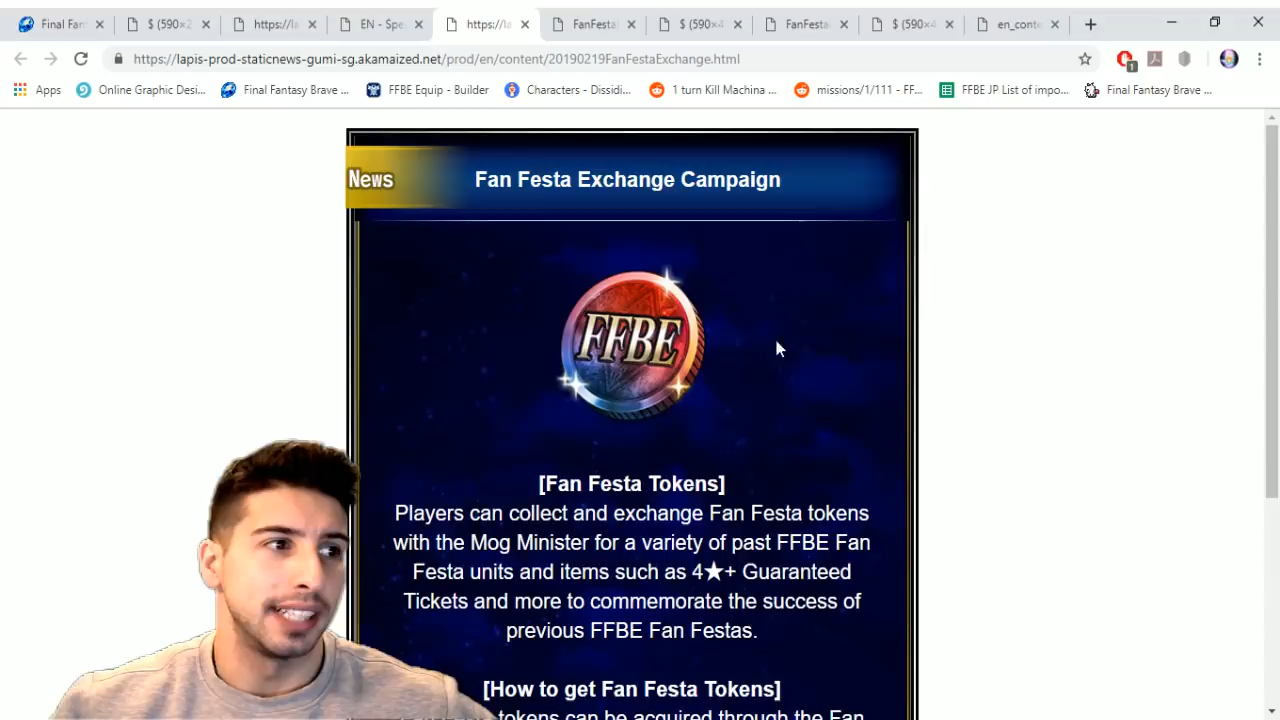 Final Fan
$ (590×2
https://la
EN - Spe
https://la
FanFestal
$ (590×4
FanFesta
$ (590×4
en_conte
https://lapis-prod-staticnews-gumi-sg.akamaized.net/prod/en/content/20190219FanFestaExchange.html
1
Apps
Online Graphic Desi...
Final Fantasy Brave ...
FFBE Equip - Builder
Characters - Dissidi...
1 turn Kill Machina ...
missions/1/111 - FF...
FFBE JP List of impo...
Final Fantasy Brave ...
News
Fan Festa Exchange Campaign
FFBE
[Fan Festa Tokens]
Players can collect and exchange Fan Festa tokens
with the Mog Minister for a variety of past FFBE Fan
Festa units and items such as 4★+ Guaranteed
Tickets and more to commemorate the success of
previous FFBE Fan Festas.
[How to get Fan Festa Tokens]
tokens can be acquired through the Fan